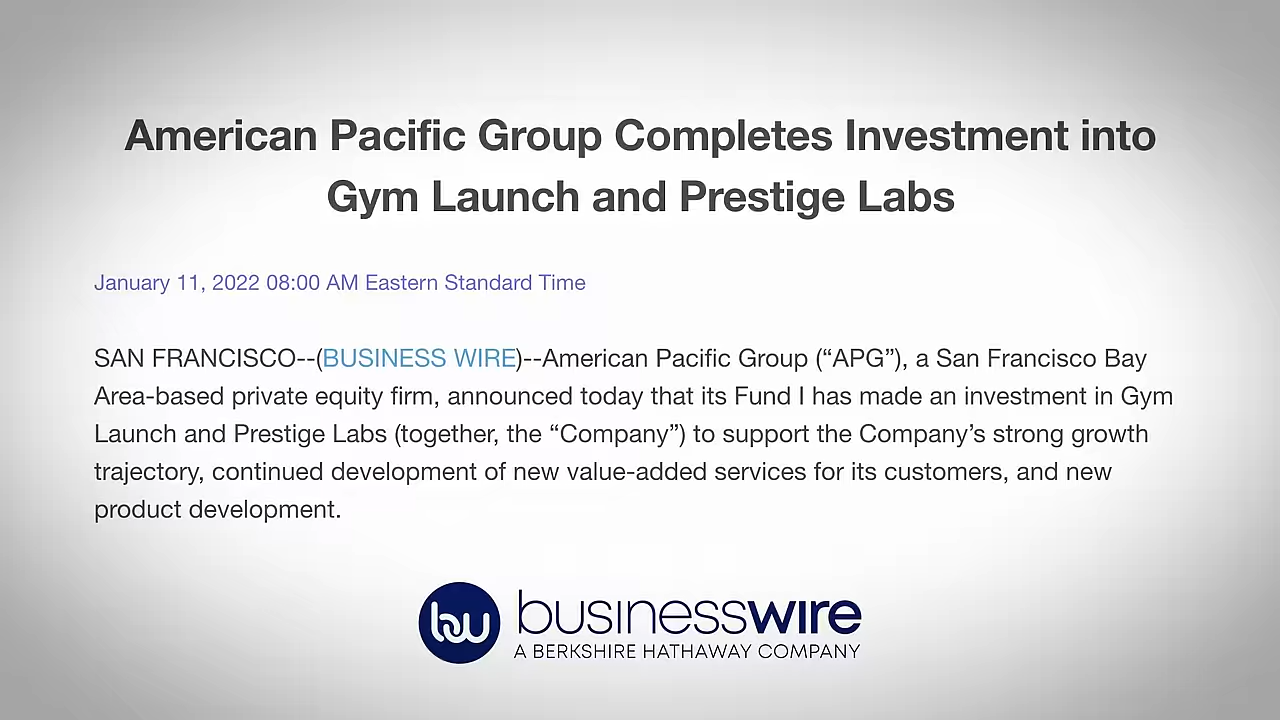 American Pacific Group Completes Investment into
Gym Launch and Prestige Labs
January 11, 2022 08:00 AM Eastern Standard Time
SAN FRANCISCO--(BUSINESS WIRE)--American Pacific Group (“APG”), a San Francisco Bay
Area-based private equity firm, announced today that its Fund I has made an investment in Gym
Launch and Prestige Labs (together, the “Company”) to support the Company’s strong growth
trajectory, continued development of new value-added services for its customers, and new
product development.
bw businesswire
A BERKSHIRE HATHAWAY COMPANY